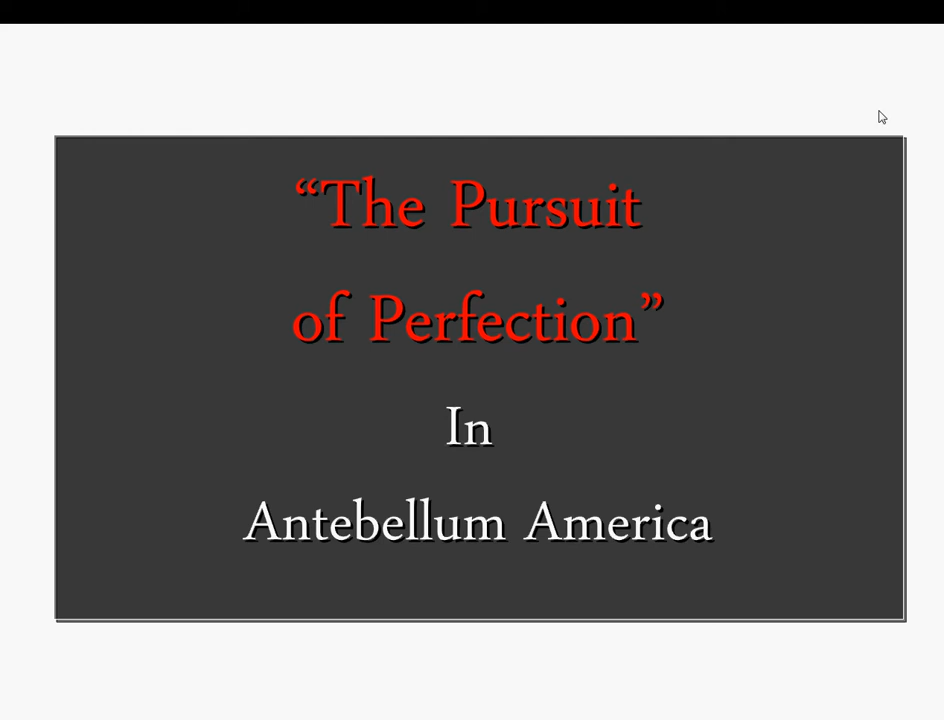 “The Pursuit
of Perfection”
In
Antebellum America